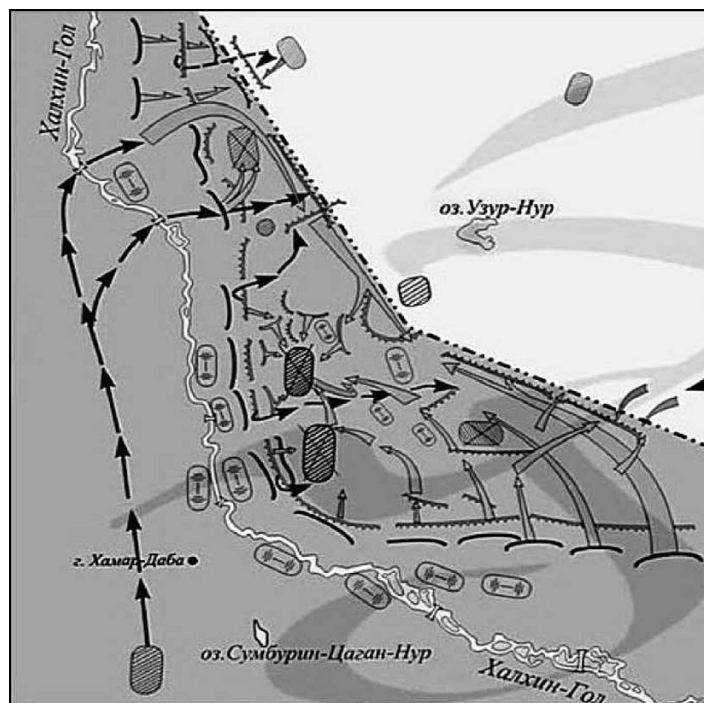 Халхин-Гол
оз.Узур-Нур
г. Хамар-Даба
оз.Сумбурин-Цаган-Нур
Халхин-Гол